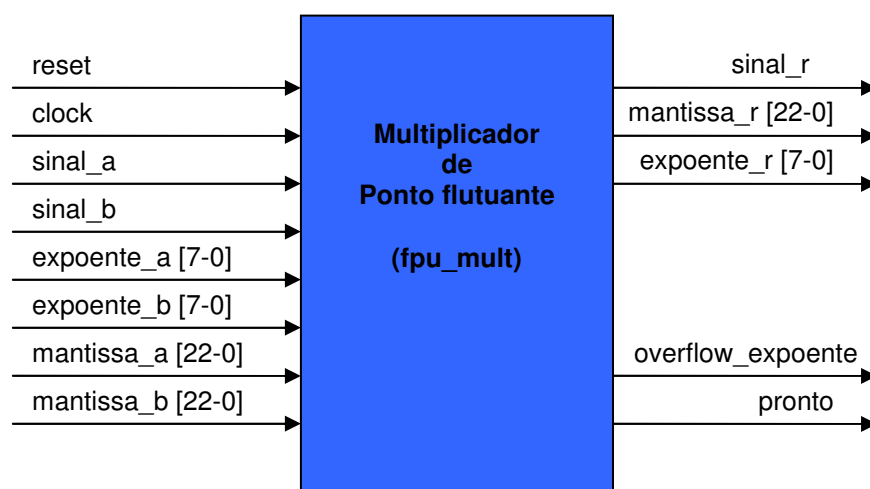 reset
clock
sinal_a
sinal_b
expoente_a [7-0]
expoente_b [7-0]
mantissa_a [22-0]
mantissa_b [22-0]
Multiplicador
de
Ponto flutuante
(fpu_mult)
sinal_r
mantissa_r [22-0]
expoente_r [7-0]
overflow_expoente
pronto